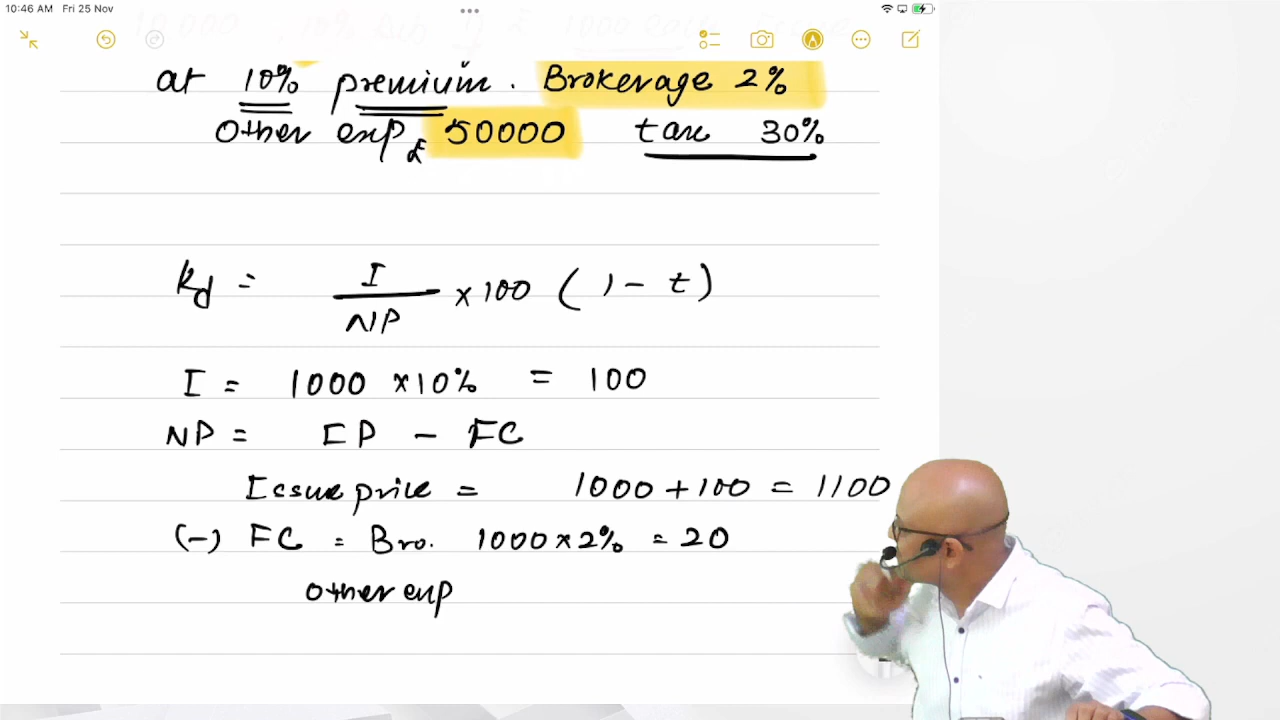 10:46 AM Fri 25 Nov
at 10% premium. Brokerage 2%
Other exp 50000 tax 30%
Kd = I / NP × 100 (1 - t)
I = 1000 × 10% = 100
NP = IP - FC
Issue price = 1000 + 100 = 1100
(-) FC = Bro. 1000 × 2% = 20
Other exp